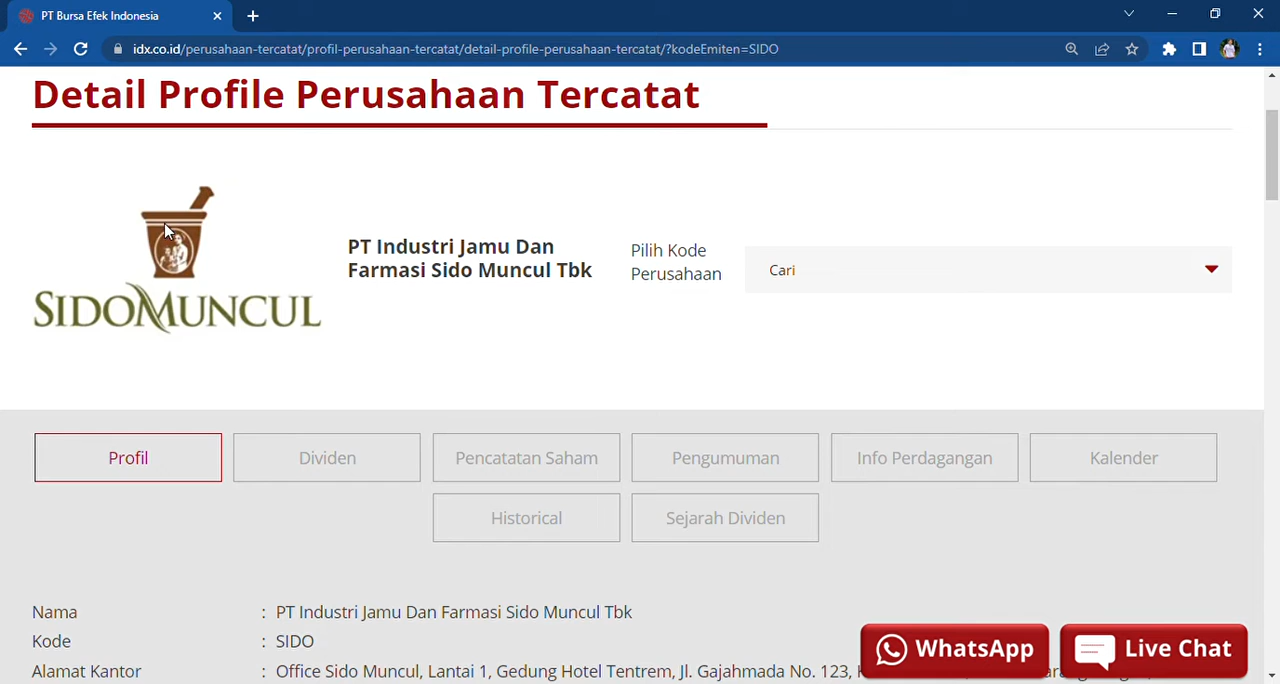 PT Bursa Efek Indonesia
idx.co.id/perusahaan-tercatat/profil-perusahaan-tercatat/detail-profile-perusahaan-tercatat/?kodeEmiten=SIDO
Detail Profile Perusahaan Tercatat
SIDOMUNCUL
PT Industri Jamu Dan
Farmasi Sido Muncul Tbk
Pilih Kode
Perusahaan
Cari
Profil
Dividen
Pencatatan Saham
Pengumuman
Info Perdagangan
Kalender
Historical
Sejarah Dividen
Nama : PT Industri Jamu Dan Farmasi Sido Muncul Tbk
Kode : SIDO
Alamat Kantor : Office Sido Muncul, Lantai 1, Gedung Hotel Tentrem, Jl. Gajahmada No. 123,
WhatsApp
Live Chat